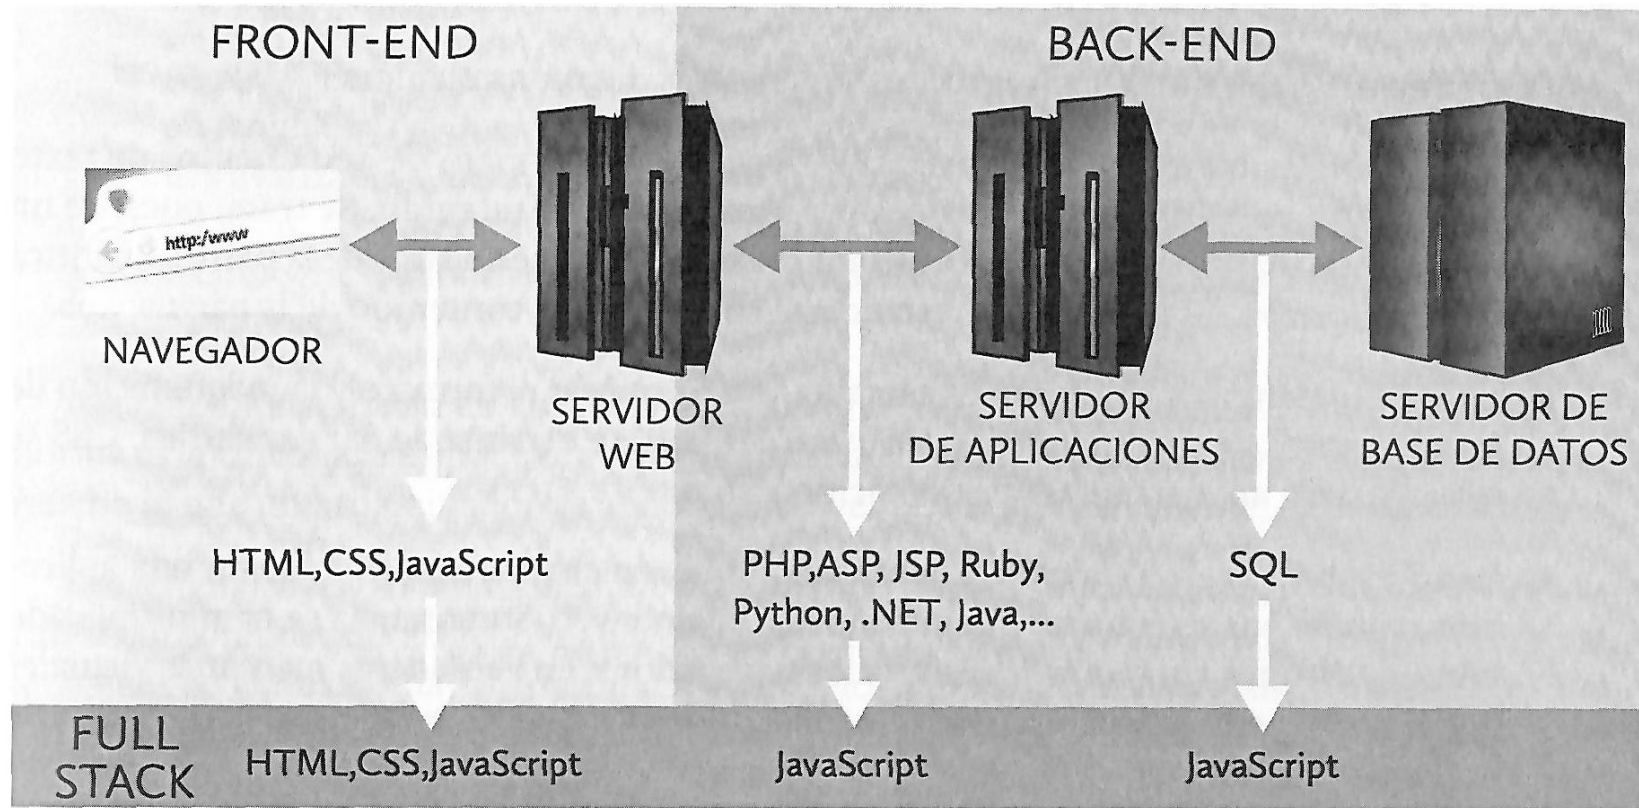 FRONT-END
BACK-END
http:/www
NAVEGADOR
SERVIDOR
WEB
SERVIDOR
DE APLICACIONES
SERVIDOR DE
BASE DE DATOS
HTML,CSS,JavaScript
PHP,ASP, JSP, Ruby,
Python, .NET, Java,...
SQL
FULL
STACK
HTML,CSS,JavaScript
JavaScript
JavaScript